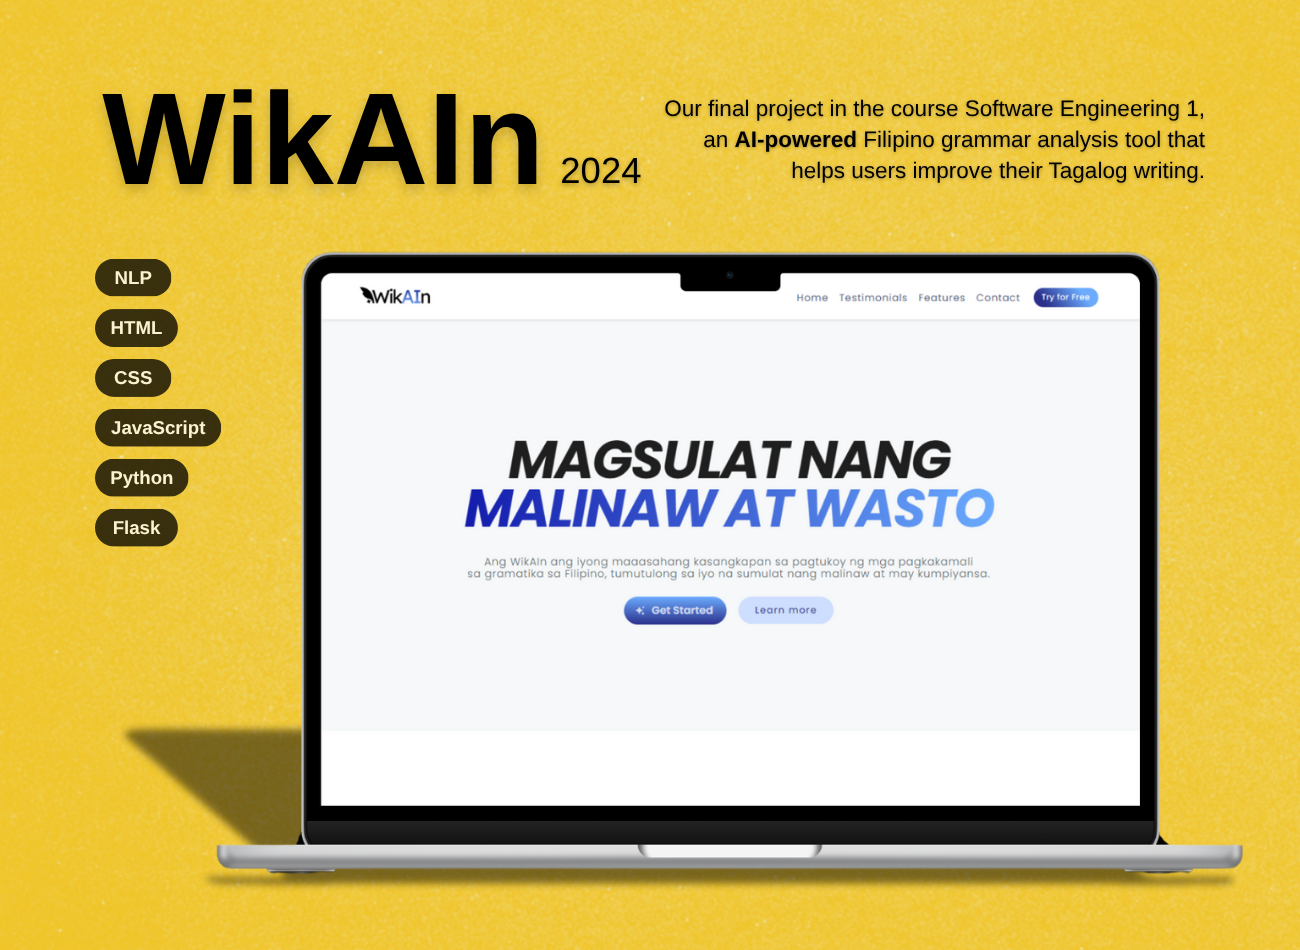 WikAIn 2024
Our final project in the course Software Engineering 1,
an AI-powered Filipino grammar analysis tool that
helps users improve their Tagalog writing.
NLP
HTML
CSS
JavaScript
Python
Flask
WikAIn
Home Testimonials Features Contact Try for Free
MAGSULAT NANG
MALINAW AT WASTO
Ang WikAIn ang iyong maaasahang kasangkapan sa pagtukoy ng mga pagkakamali
sa gramatika sa Filipino, tumutulong sa iyo na sumulat nang malinaw at may kumpiyansa.
Get Started Learn more